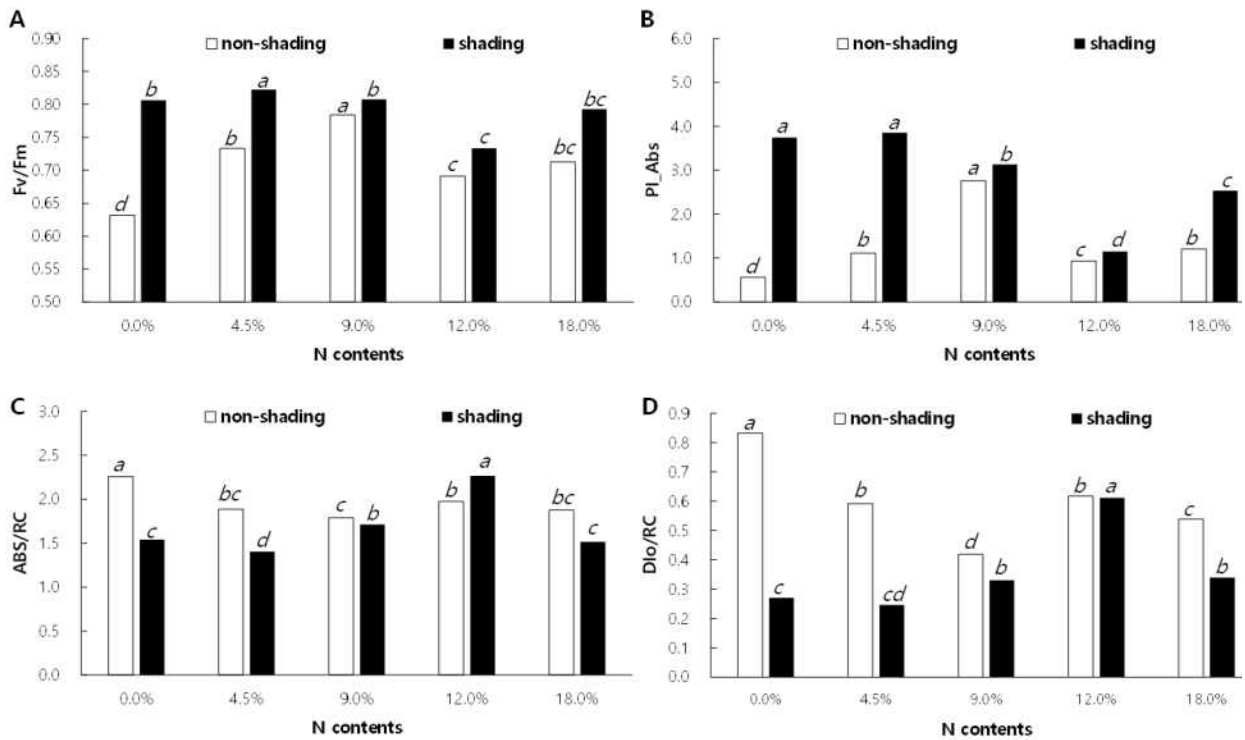 A
non-shading
shading
0.90
0.85
0.80
0.75
0.70
0.65
0.60
0.55
0.50
Fv/Fm
d
b
b
a
a
b
c
c
bc
bc
0.0%
4.5%
9.0%
12.0%
18.0%
N contents
B
non-shading
shading
6.0
5.0
4.0
3.0
2.0
1.0
0.0
PI_Abs
d
a
b
a
a
b
c
d
b
c
0.0%
4.5%
9.0%
12.0%
18.0%
N contents
C
non-shading
shading
3.0
2.5
2.0
1.5
1.0
0.5
0.0
ABS/RC
a
c
bc
d
c
b
b
a
bc
c
0.0%
4.5%
9.0%
12.0%
18.0%
N contents
D
non-shading
shading
0.9
0.8
0.7
0.6
0.5
0.4
0.3
0.2
0.1
0.0
DIo/RC
a
c
b
cd
d
b
b
a
c
b
0.0%
4.5%
9.0%
12.0%
18.0%
N contents